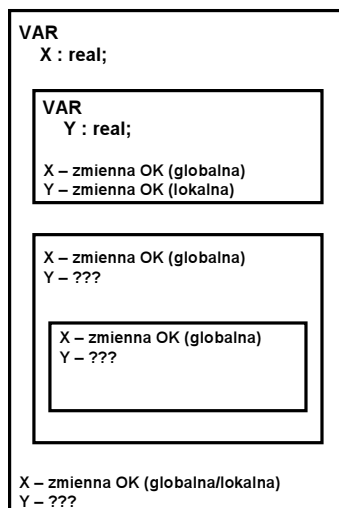 VAR
X : real;
VAR
Y : real;
X – zmienna OK (globalna)
Y – zmienna OK (lokalna)
X – zmienna OK (globalna)
Y – ???
X – zmienna OK (globalna)
Y – ???
X – zmienna OK (globalna/lokalna)
Y – ???